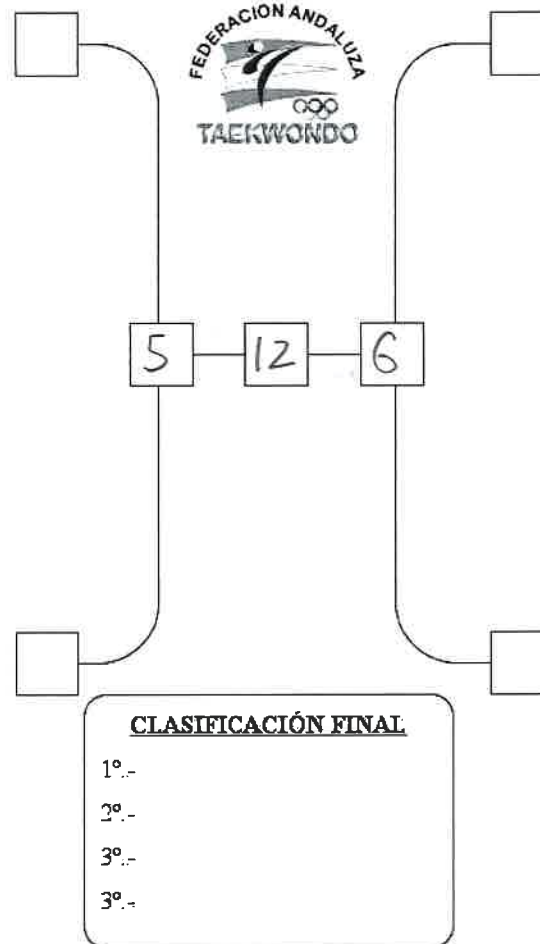 FEDERACION ANDALUZA
TAEKWONDO
5 12 6
CLASIFICACIÓN FINAL
1º.-
2º.-
3º.-
3º.-